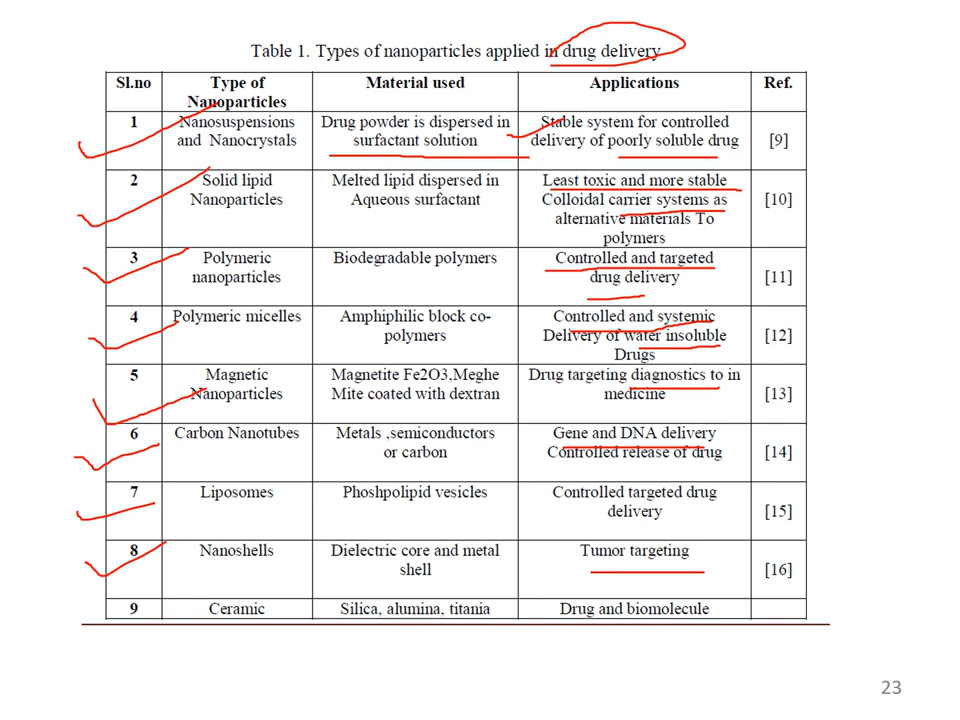 Table 1. Types of nanoparticles applied in drug delivery
Sl.no Type of Nanoparticles Material used Applications Ref.
1 Nanosuspensions and Nanocrystals Drug powder is dispersed in surfactant solution Stable system for controlled delivery of poorly soluble drug [9]
2 Solid lipid Nanoparticles Melted lipid dispersed in Aqueous surfactant Least toxic and more stable Colloidal carrier systems as alternative materials To polymers [10]
3 Polymeric nanoparticles Biodegradable polymers Controlled and targeted drug delivery [11]
4 Polymeric micelles Amphiphilic block co-polymers Controlled and systemic Delivery of water insoluble Drugs [12]
5 Magnetic Nanoparticles Magnetite Fe2O3,Meghe Mite coated with dextran Drug targeting diagnostics to in medicine [13]
6 Carbon Nanotubes Metals ,semiconductors or carbon Gene and DNA delivery Controlled release of drug [14]
7 Liposomes Phoshpolipid vesicles Controlled targeted drug delivery [15]
8 Nanoshells Dielectric core and metal shell Tumor targeting [16]
9 Ceramic Silica, alumina, titania Drug and biomolecule
23